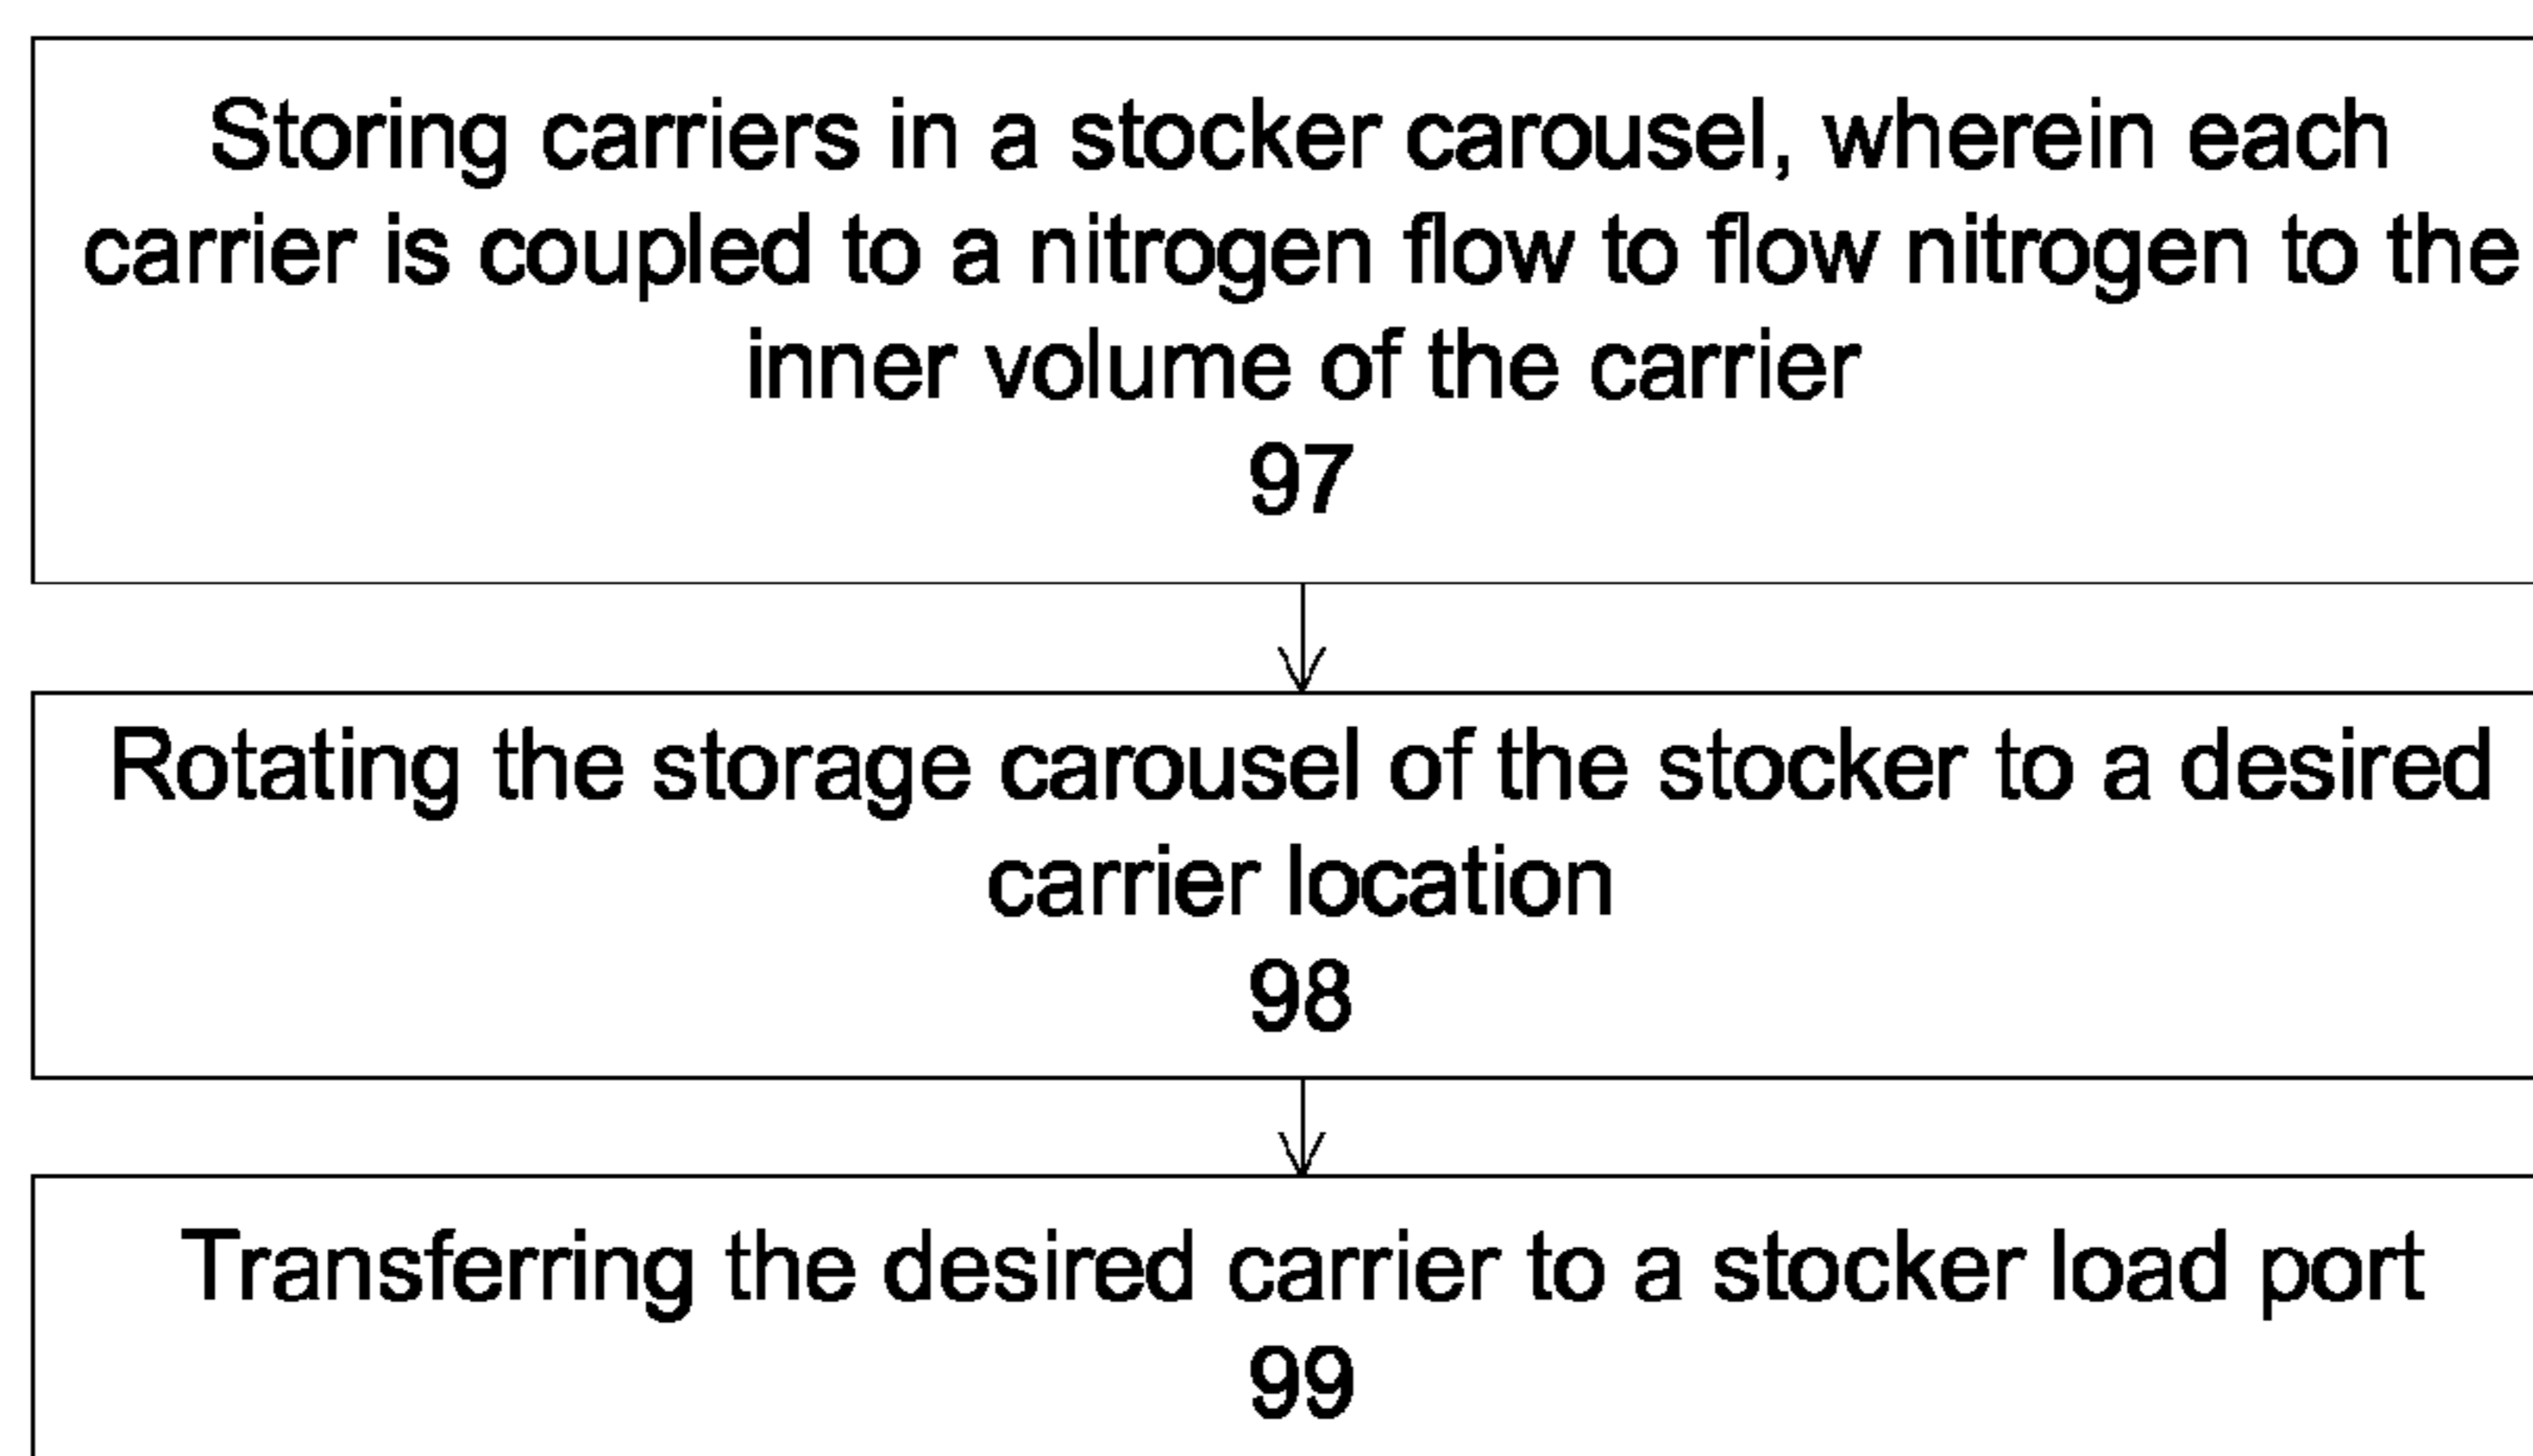 Storing carriers in a stocker carousel, wherein each
carrier is coupled to a nitrogen flow to flow nitrogen to the
inner volume of the carrier
97
Rotating the storage carousel of the stocker to a desired
carrier location
98
Transferring the desired carrier to a stocker load port
99